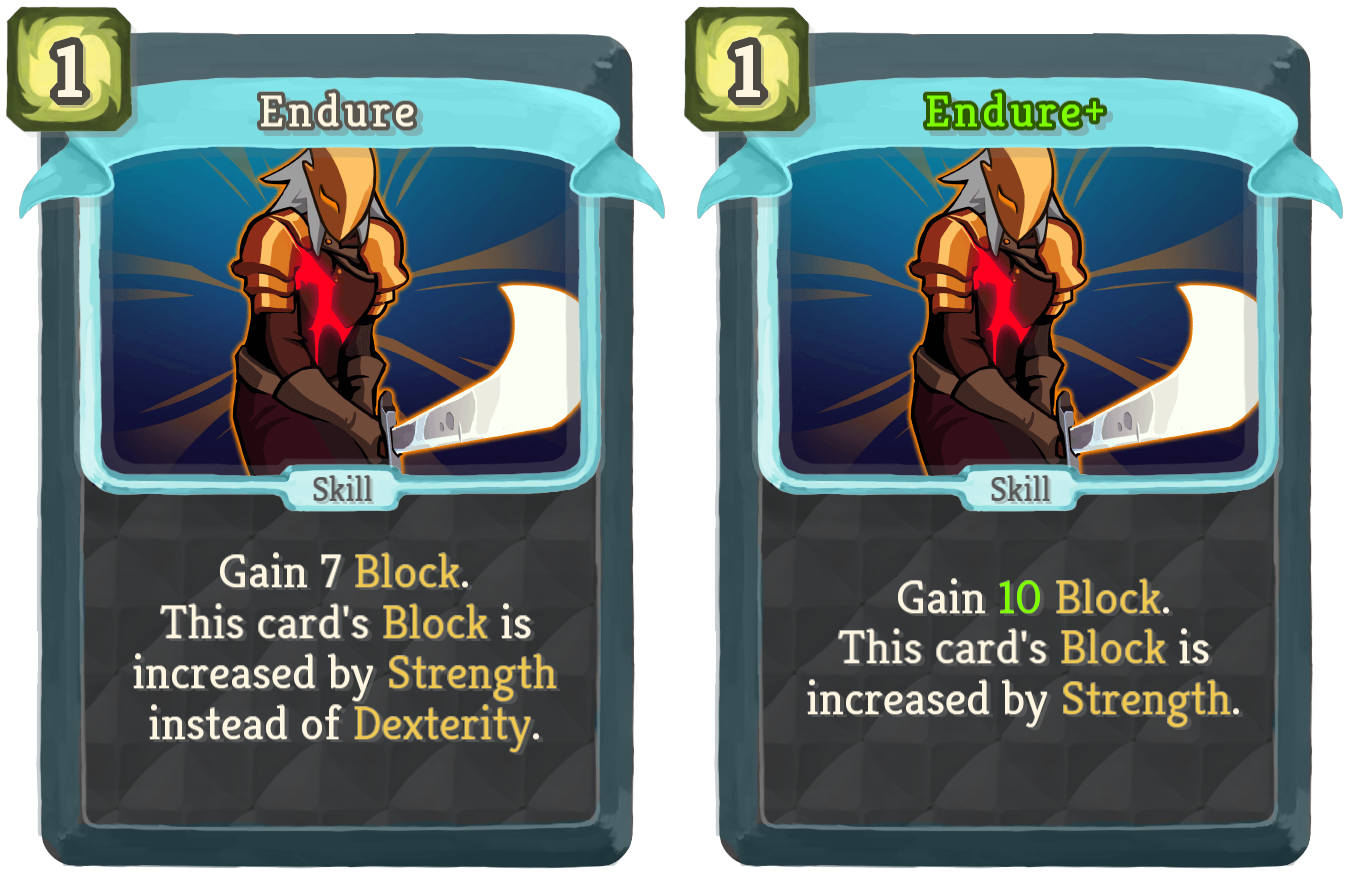 1
Endure
Skill
Gain 7 Block.
This card's Block is
increased by Strength
instead of Dexterity.
1
Endure+
Skill
Gain 10 Block.
This card's Block is
increased by Strength.